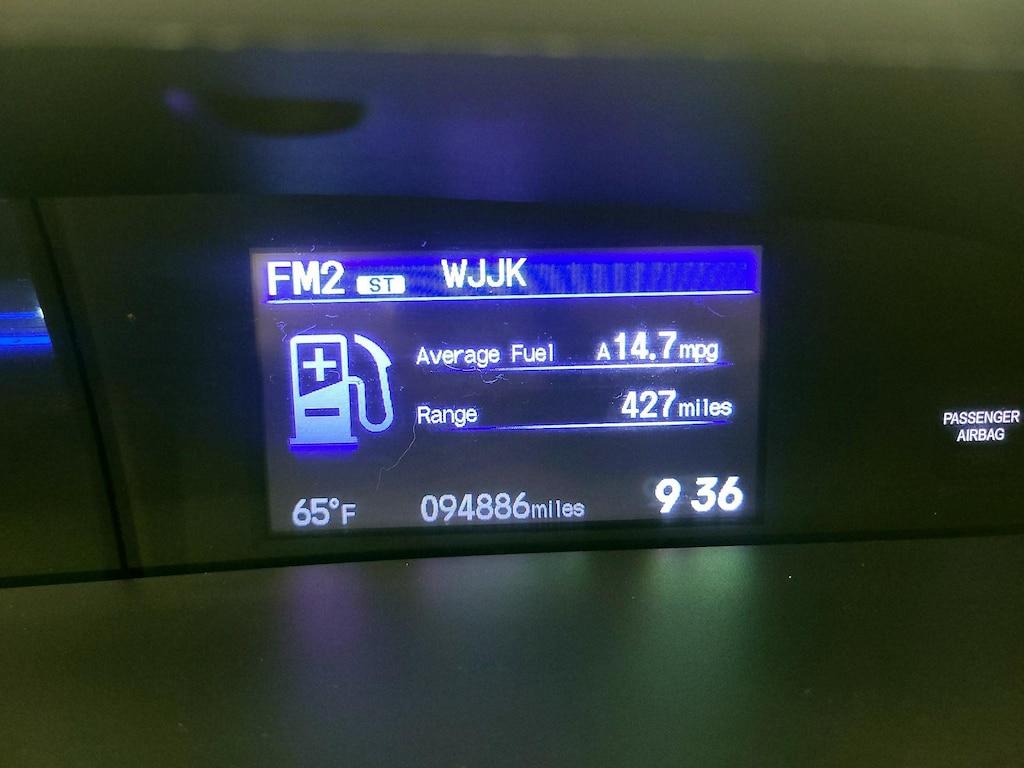 FM2 ST WJJK
Average Fuel A14.7mpg
Range 427miles
65°F 094886miles 9 36
PASSENGER
AIRBAG